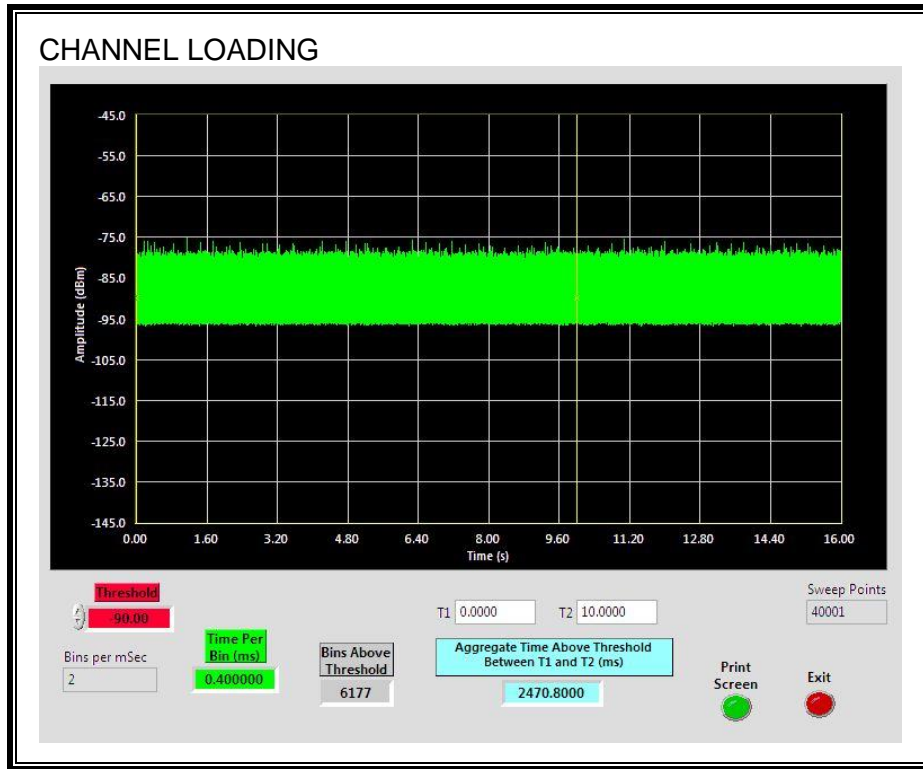 CHANNEL LOADING
-45.0
-55.0
-65.0
-75.0
-85.0
-95.0
-105.0
-115.0
-125.0
-135.0
-145.0
Amplitude (dBm)
0.00 1.60 3.20 4.80 6.40 8.00 9.60 11.20 12.80 14.40 16.00
Time (s)
Threshold
-90.00
Bins per mSec
2
Time Per
Bin (ms)
0.400000
Bins Above
Threshold
6177
T1 0.0000 T2 10.0000
Aggregate Time Above Threshold
Between T1 and T2 (ms)
2470.8000
Sweep Points
40001
Print
Screen
Exit